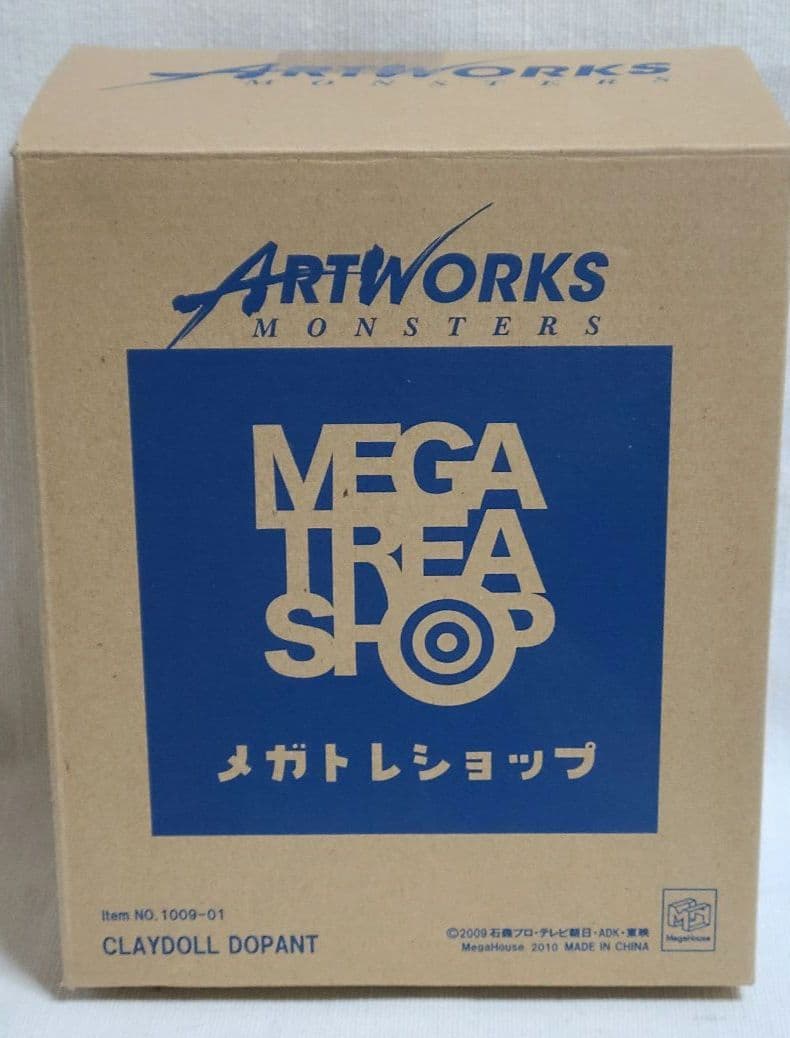 ARTWORKS
MONSTERS
ARTWORKS
MONSTERS
MEGA
TREA
SHOP
メガトレショップ
Item NO. 1009-01
CLAYDOLL DOPANT
©2009 石森プロ・テレビ朝日・ADK・東映
MegaHouse 2010 MADE IN CHINA
MegaHouse